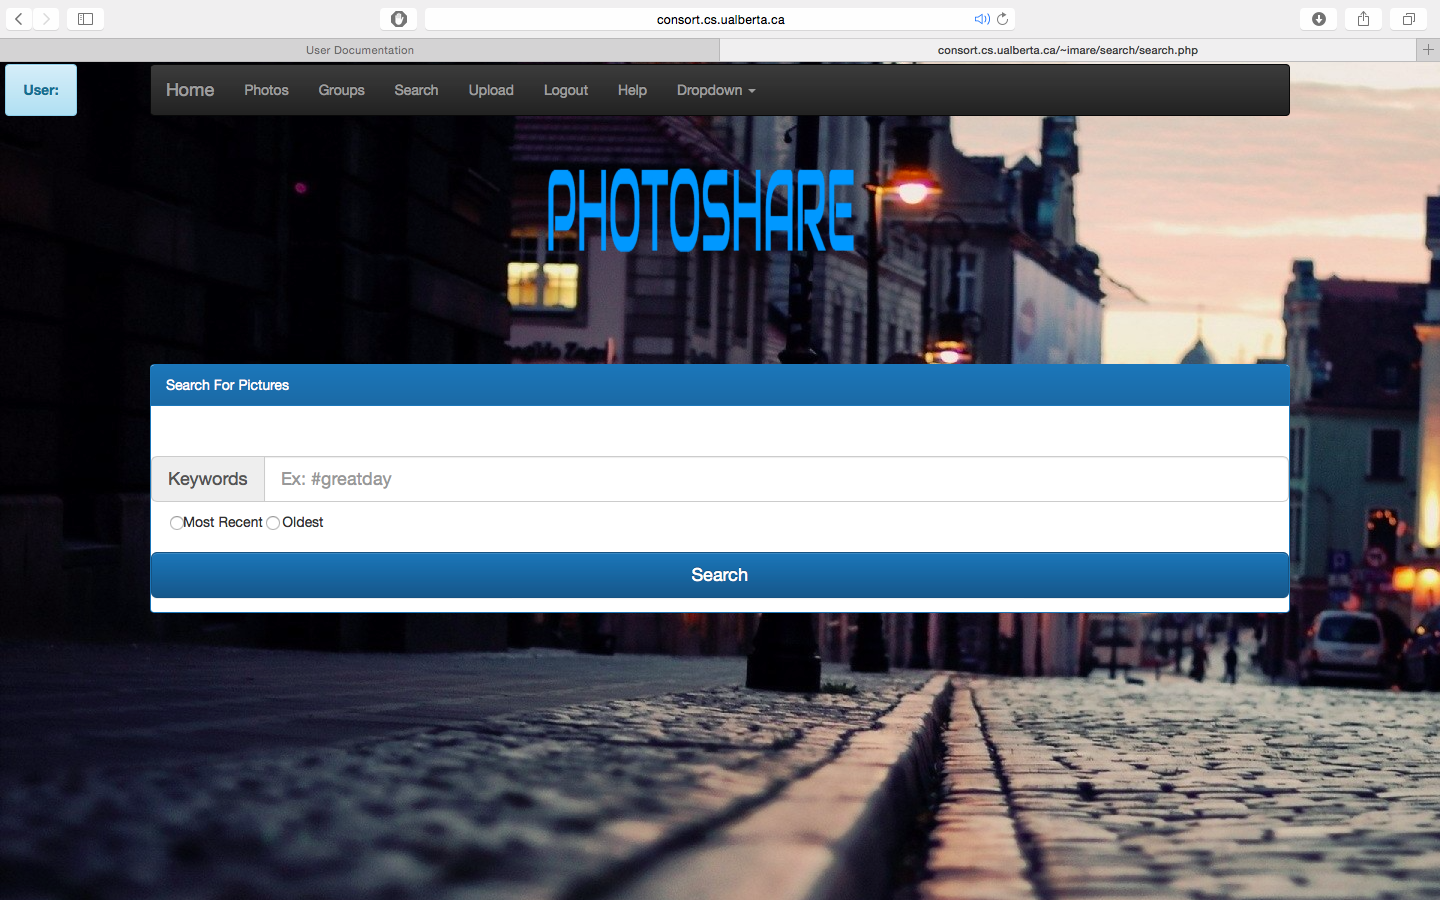 consort.cs.ualberta.ca
User Documentation
consort.cs.ualberta.ca/~imare/search/search.php
User:
Home Photos Groups Search Upload Logout Help Dropdown
PHOTOSHARE
Search For Pictures
Keywords Ex: #greatday
Most Recent Oldest
Search